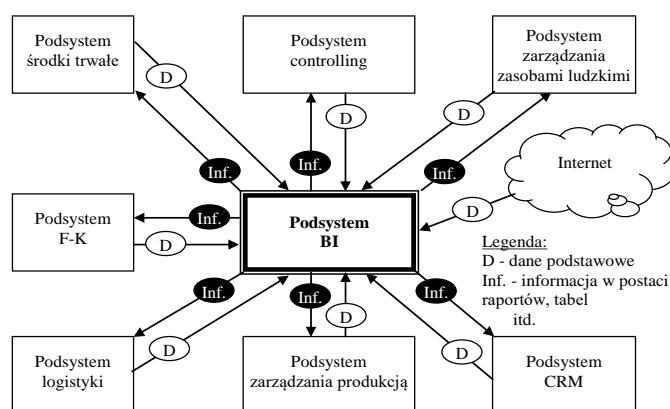 Podsystem
środki trwałe
Podsystem
controlling
Podsystem
zarządzania
zasobami ludzkimi
D
D
D
Inf.
Inf.
Inf.
Internet
Podsystem
F-K
Inf.
D
Podsystem
BI
D
Legenda:
D - dane podstawowe
Inf. - informacja w postaci
raportów, tabel
itd.
Inf.
D
Inf.
D
Inf.
D
Podsystem
logistyki
Podsystem
zarządzania produkcją
Podsystem
CRM